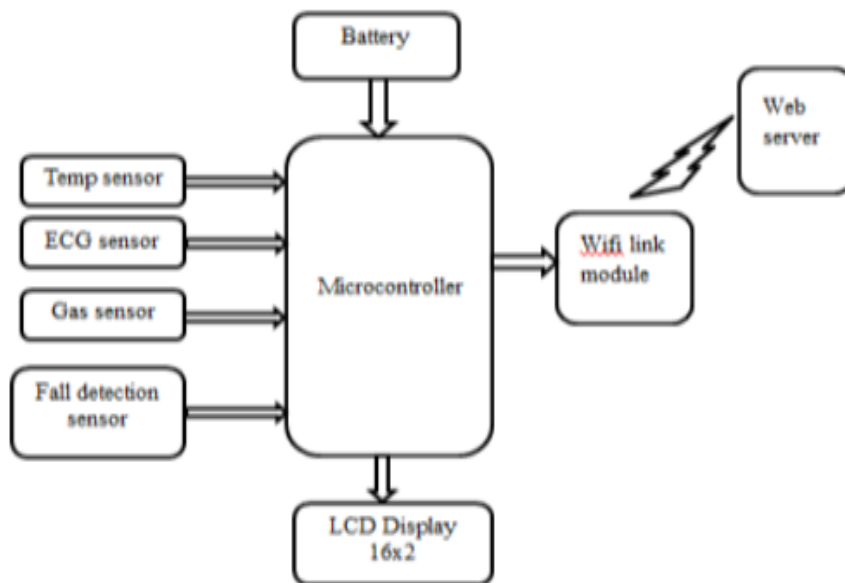 Battery
Web
server
Temp sensor
ECG sensor
Wifi link
module
Microcontroller
Gas sensor
Fall detection
sensor
LCD Display
16x2